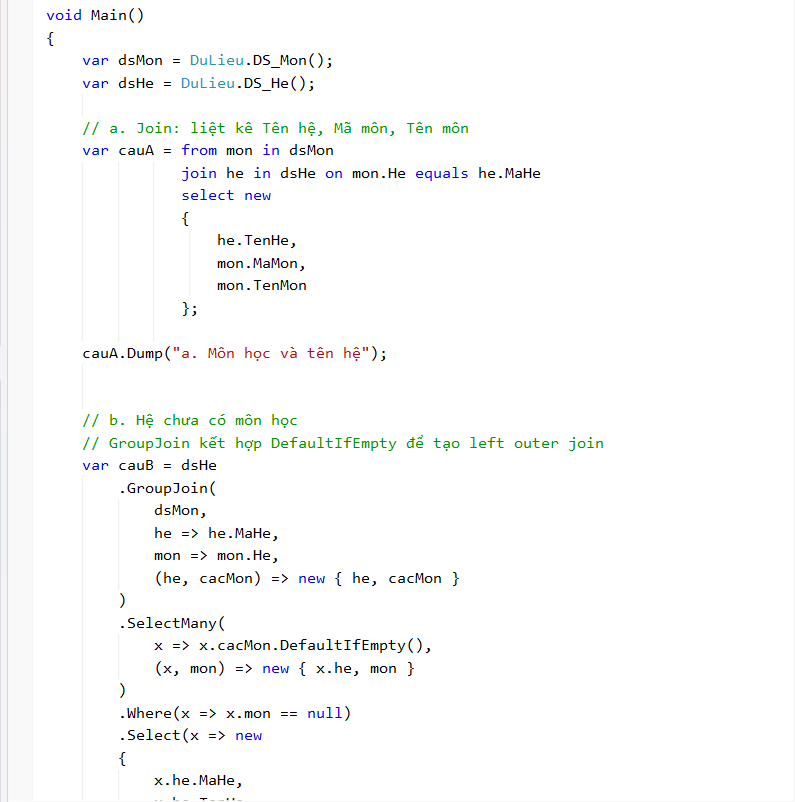 void Main()
{
    var dsMon = DuLieu.DS_Mon();
    var dsHe = DuLieu.DS_He();
    // a. Join: liệt kê Tên hệ, Mã môn, Tên môn
    var cauA = from mon in dsMon
               join he in dsHe on mon.He equals he.MaHe
               select new
               {
                   he.TenHe,
                   mon.MaMon,
                   mon.TenMon
               };
    cauA.Dump("a. Môn học và tên hệ");
    // b. Hệ chưa có môn học
    // GroupJoin kết hợp DefaultIfEmpty để tạo left outer join
    var cauB = dsHe
        .GroupJoin(
            dsMon,
            he => he.MaHe,
            mon => mon.He,
            (he, cacMon) => new { he, cacMon }
        )
        .SelectMany(
            x => x.cacMon.DefaultIfEmpty(),
            (x, mon) => new { x.he, mon }
        )
        .Where(x => x.mon == null)
        .Select(x => new
        {
            x.he.MaHe,